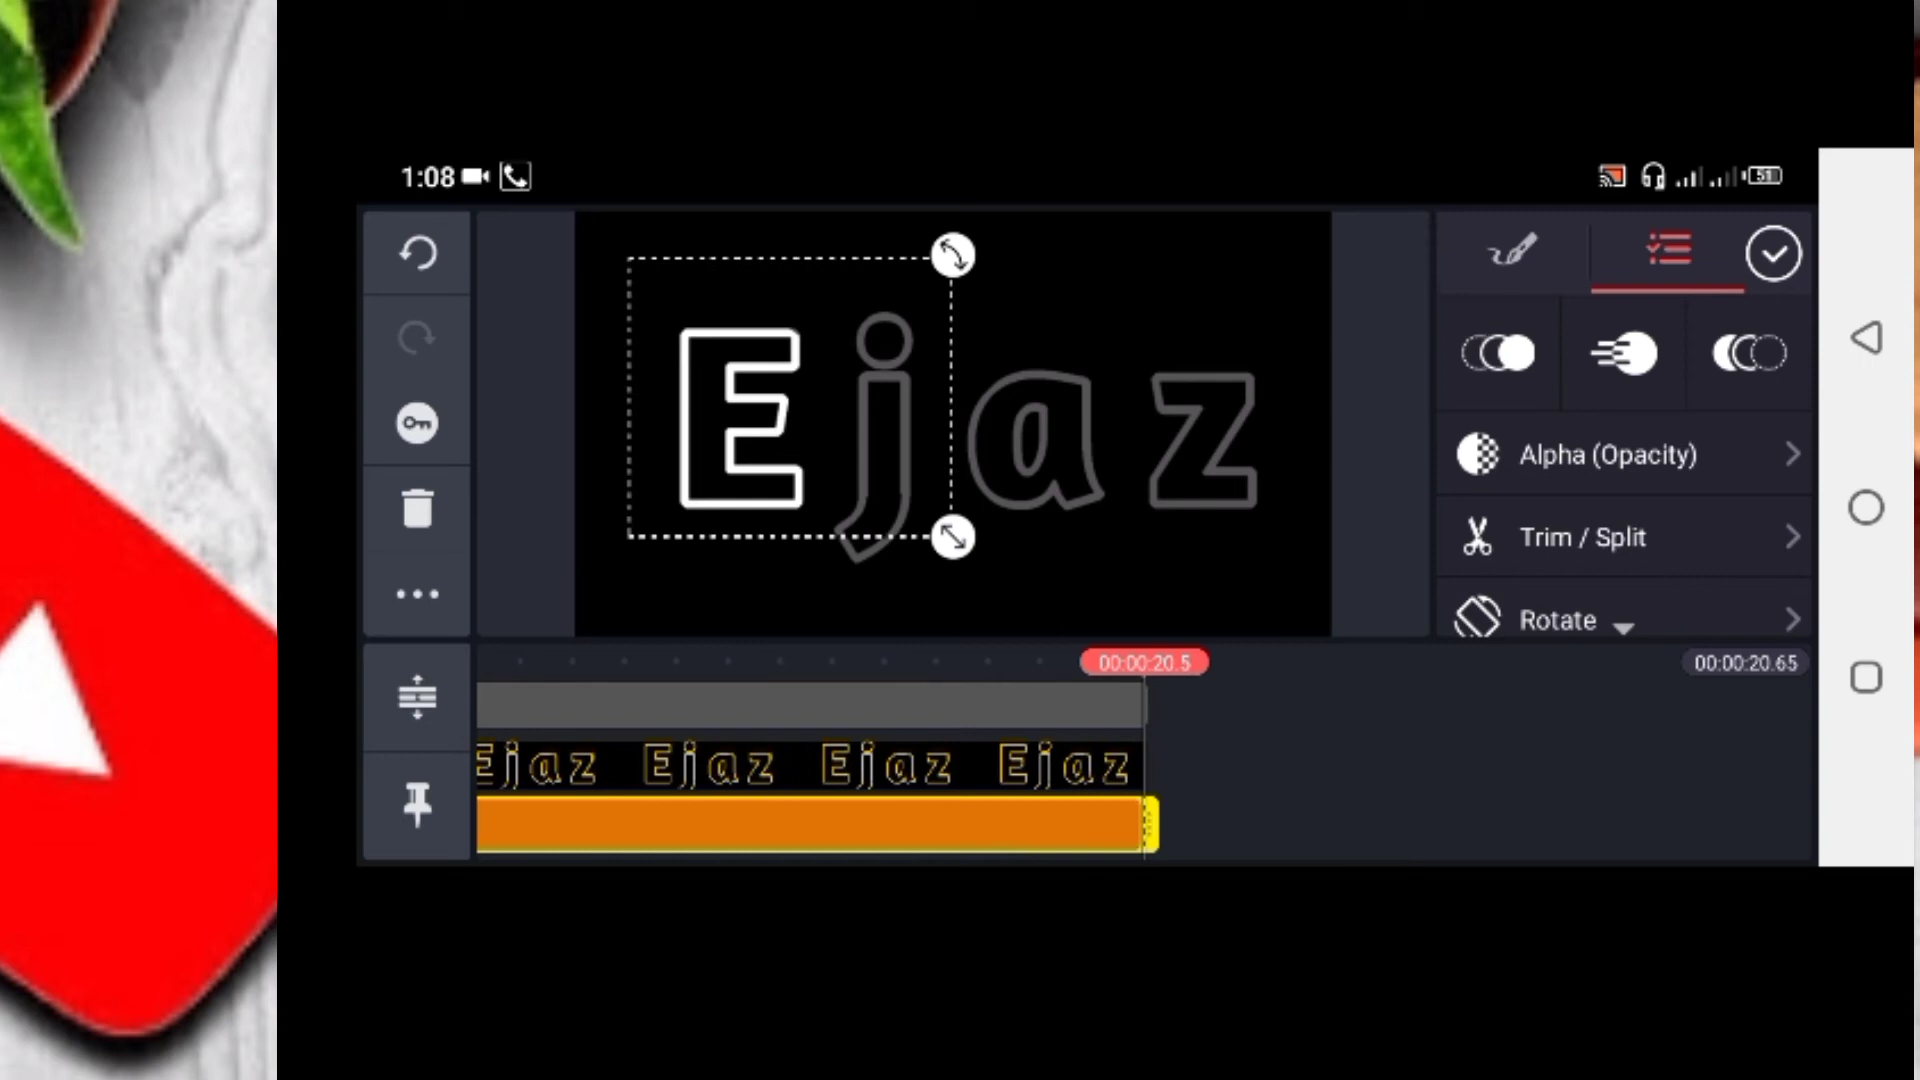 1:08
51
Ejaz
Alpha (Opacity)
Trim / Split
Rotate
00:00:20.5
00:00:20.65
Ejaz Ejaz Ejaz Ejaz